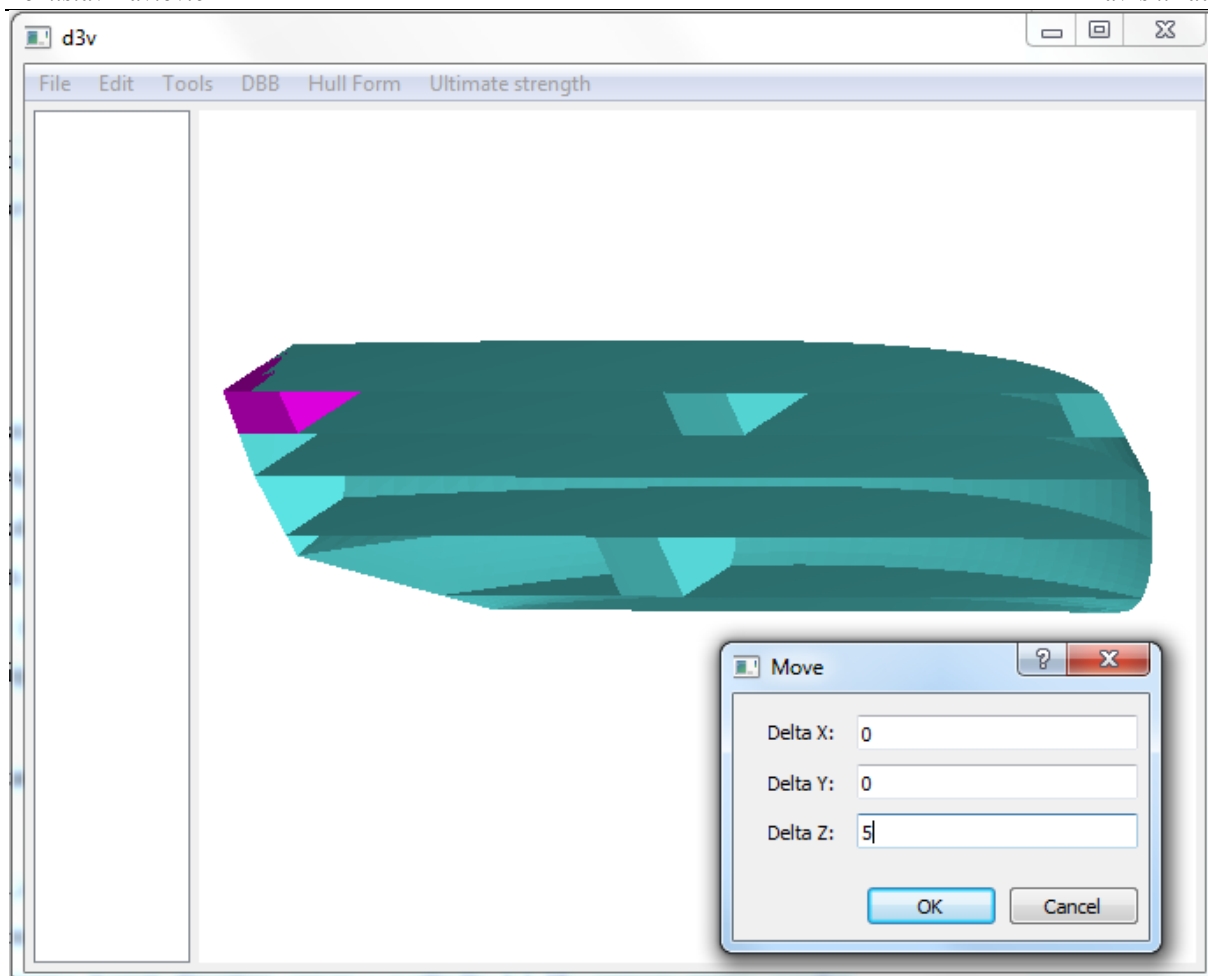 d3v
File Edit Tools DBB Hull Form Ultimate strength
Move
Delta X: 0
Delta Y: 0
Delta Z: 5
OK Cancel